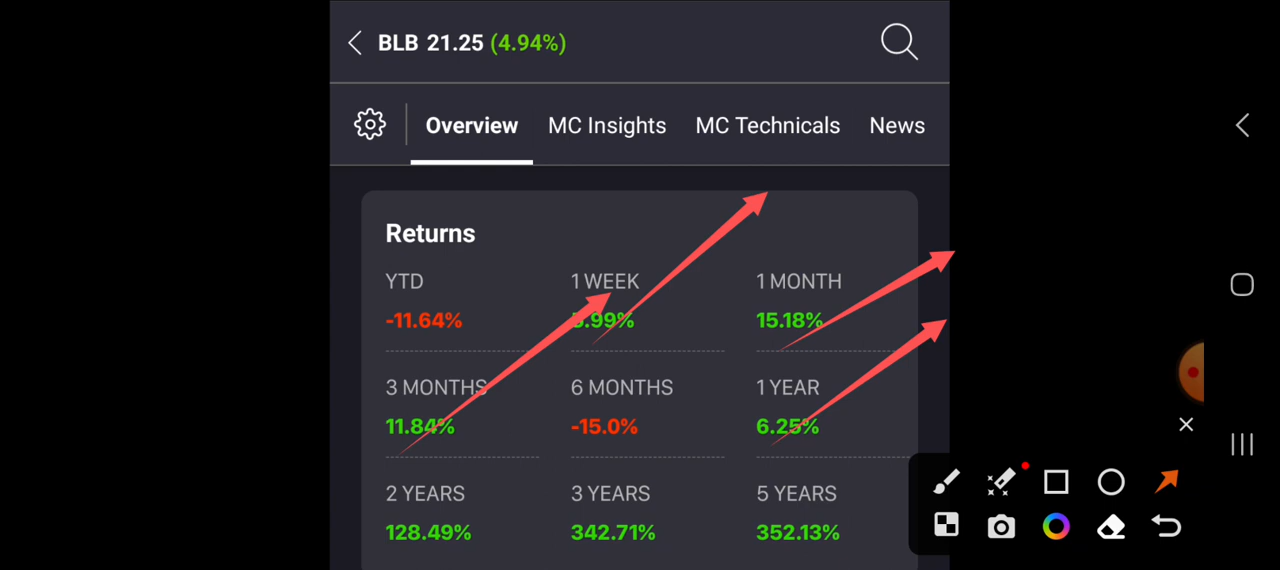 BLB 21.25 (4.94%)
Overview MC Insights MC Technicals News
Returns
YTD 1 WEEK 1 MONTH
-11.64% .99% 15.18%
3 MONTHS 6 MONTHS 1 YEAR
11.84% -15.0% 6.25%
2 YEARS 3 YEARS 5 YEARS
128.49% 342.71% 352.13%